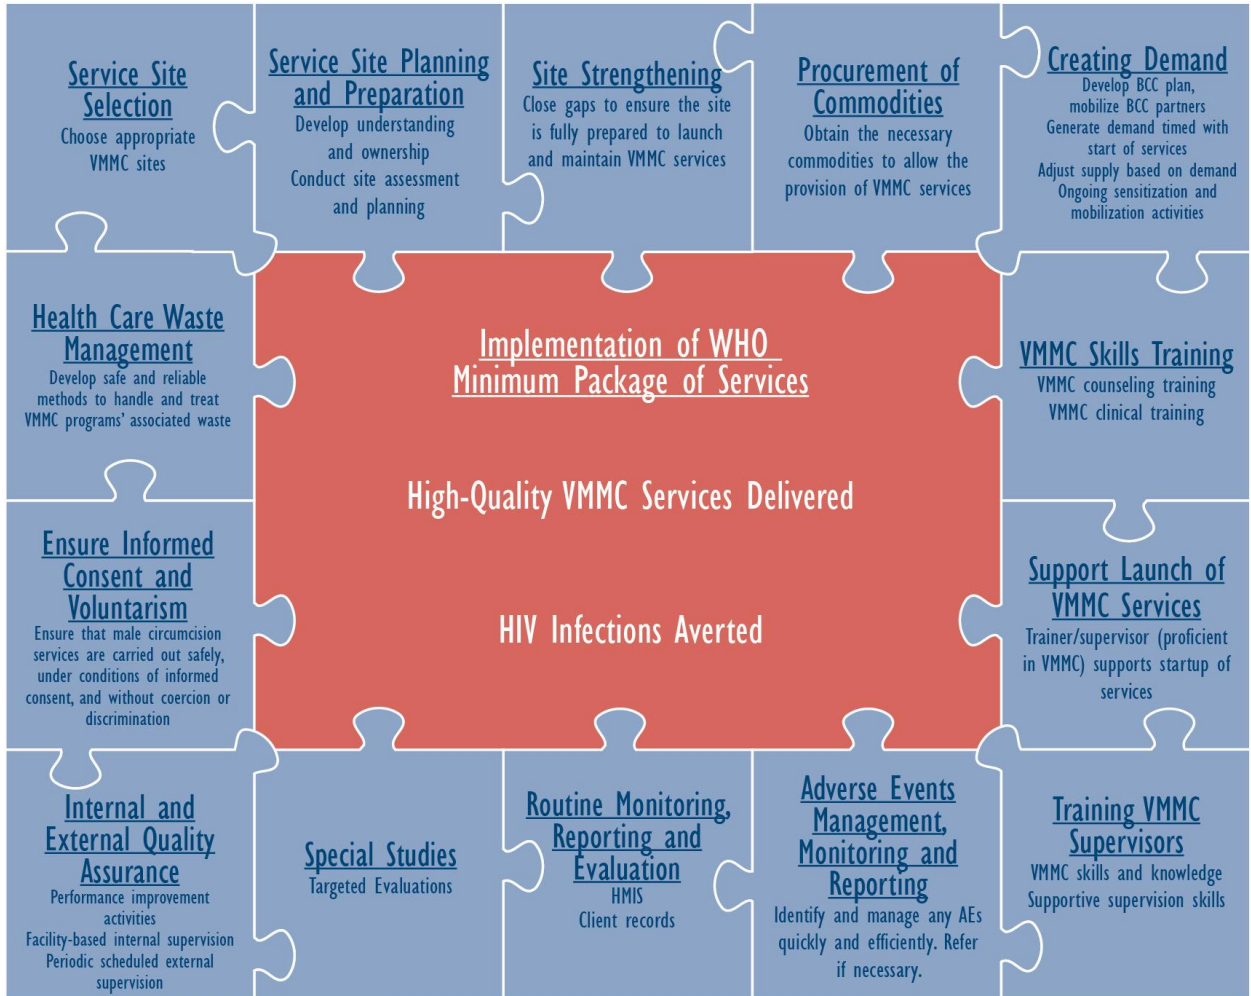 Service Site
Selection
Choose appropriate
VMMC sites
Service Site Planning
and Preparation
Develop understanding
and ownership
Conduct site assessment
and planning
Site Strengthening
Close gaps to ensure the site
is fully prepared to launch
and maintain VMMC services
Procurement of
Commodities
Obtain the necessary
commodities to allow the
provision of VMMC services
Creating Demand
Develop BCC plan,
mobilize BCC partners
Generate demand timed with
start of services
Adjust supply based on demand
Ongoing sensitization and
mobilization activities
Health Care Waste
Management
Develop safe and reliable
methods to handle and treat
VMMC programs' associated waste
Implementation of WHO
Minimum Package of Services
High-Quality VMMC Services Delivered
HIV Infections Averted
VMMC Skills Training
VMMC counseling training
VMMC clinical training
Ensure Informed
Consent and
Voluntarism
Ensure that male circumcision
services are carried out safely,
under conditions of informed
consent, and without coercion or
discrimination
Support Launch of
VMMC Services
Trainer/supervisor (proficient
in VMMC) supports startup of
services
Internal and
External Quality
Assurance
Performance improvement
activities
Facility-based internal supervision
Periodic scheduled external
supervision
Special Studies
Targeted Evaluations
Routine Monitoring,
Reporting and
Evaluation
HMIS
Client records
Adverse Events
Management,
Monitoring and
Reporting
Identify and manage any AEs
quickly and efficiently. Refer
if necessary.
Training VMMC
Supervisors
VMMC skills and knowledge
Supportive supervision skills